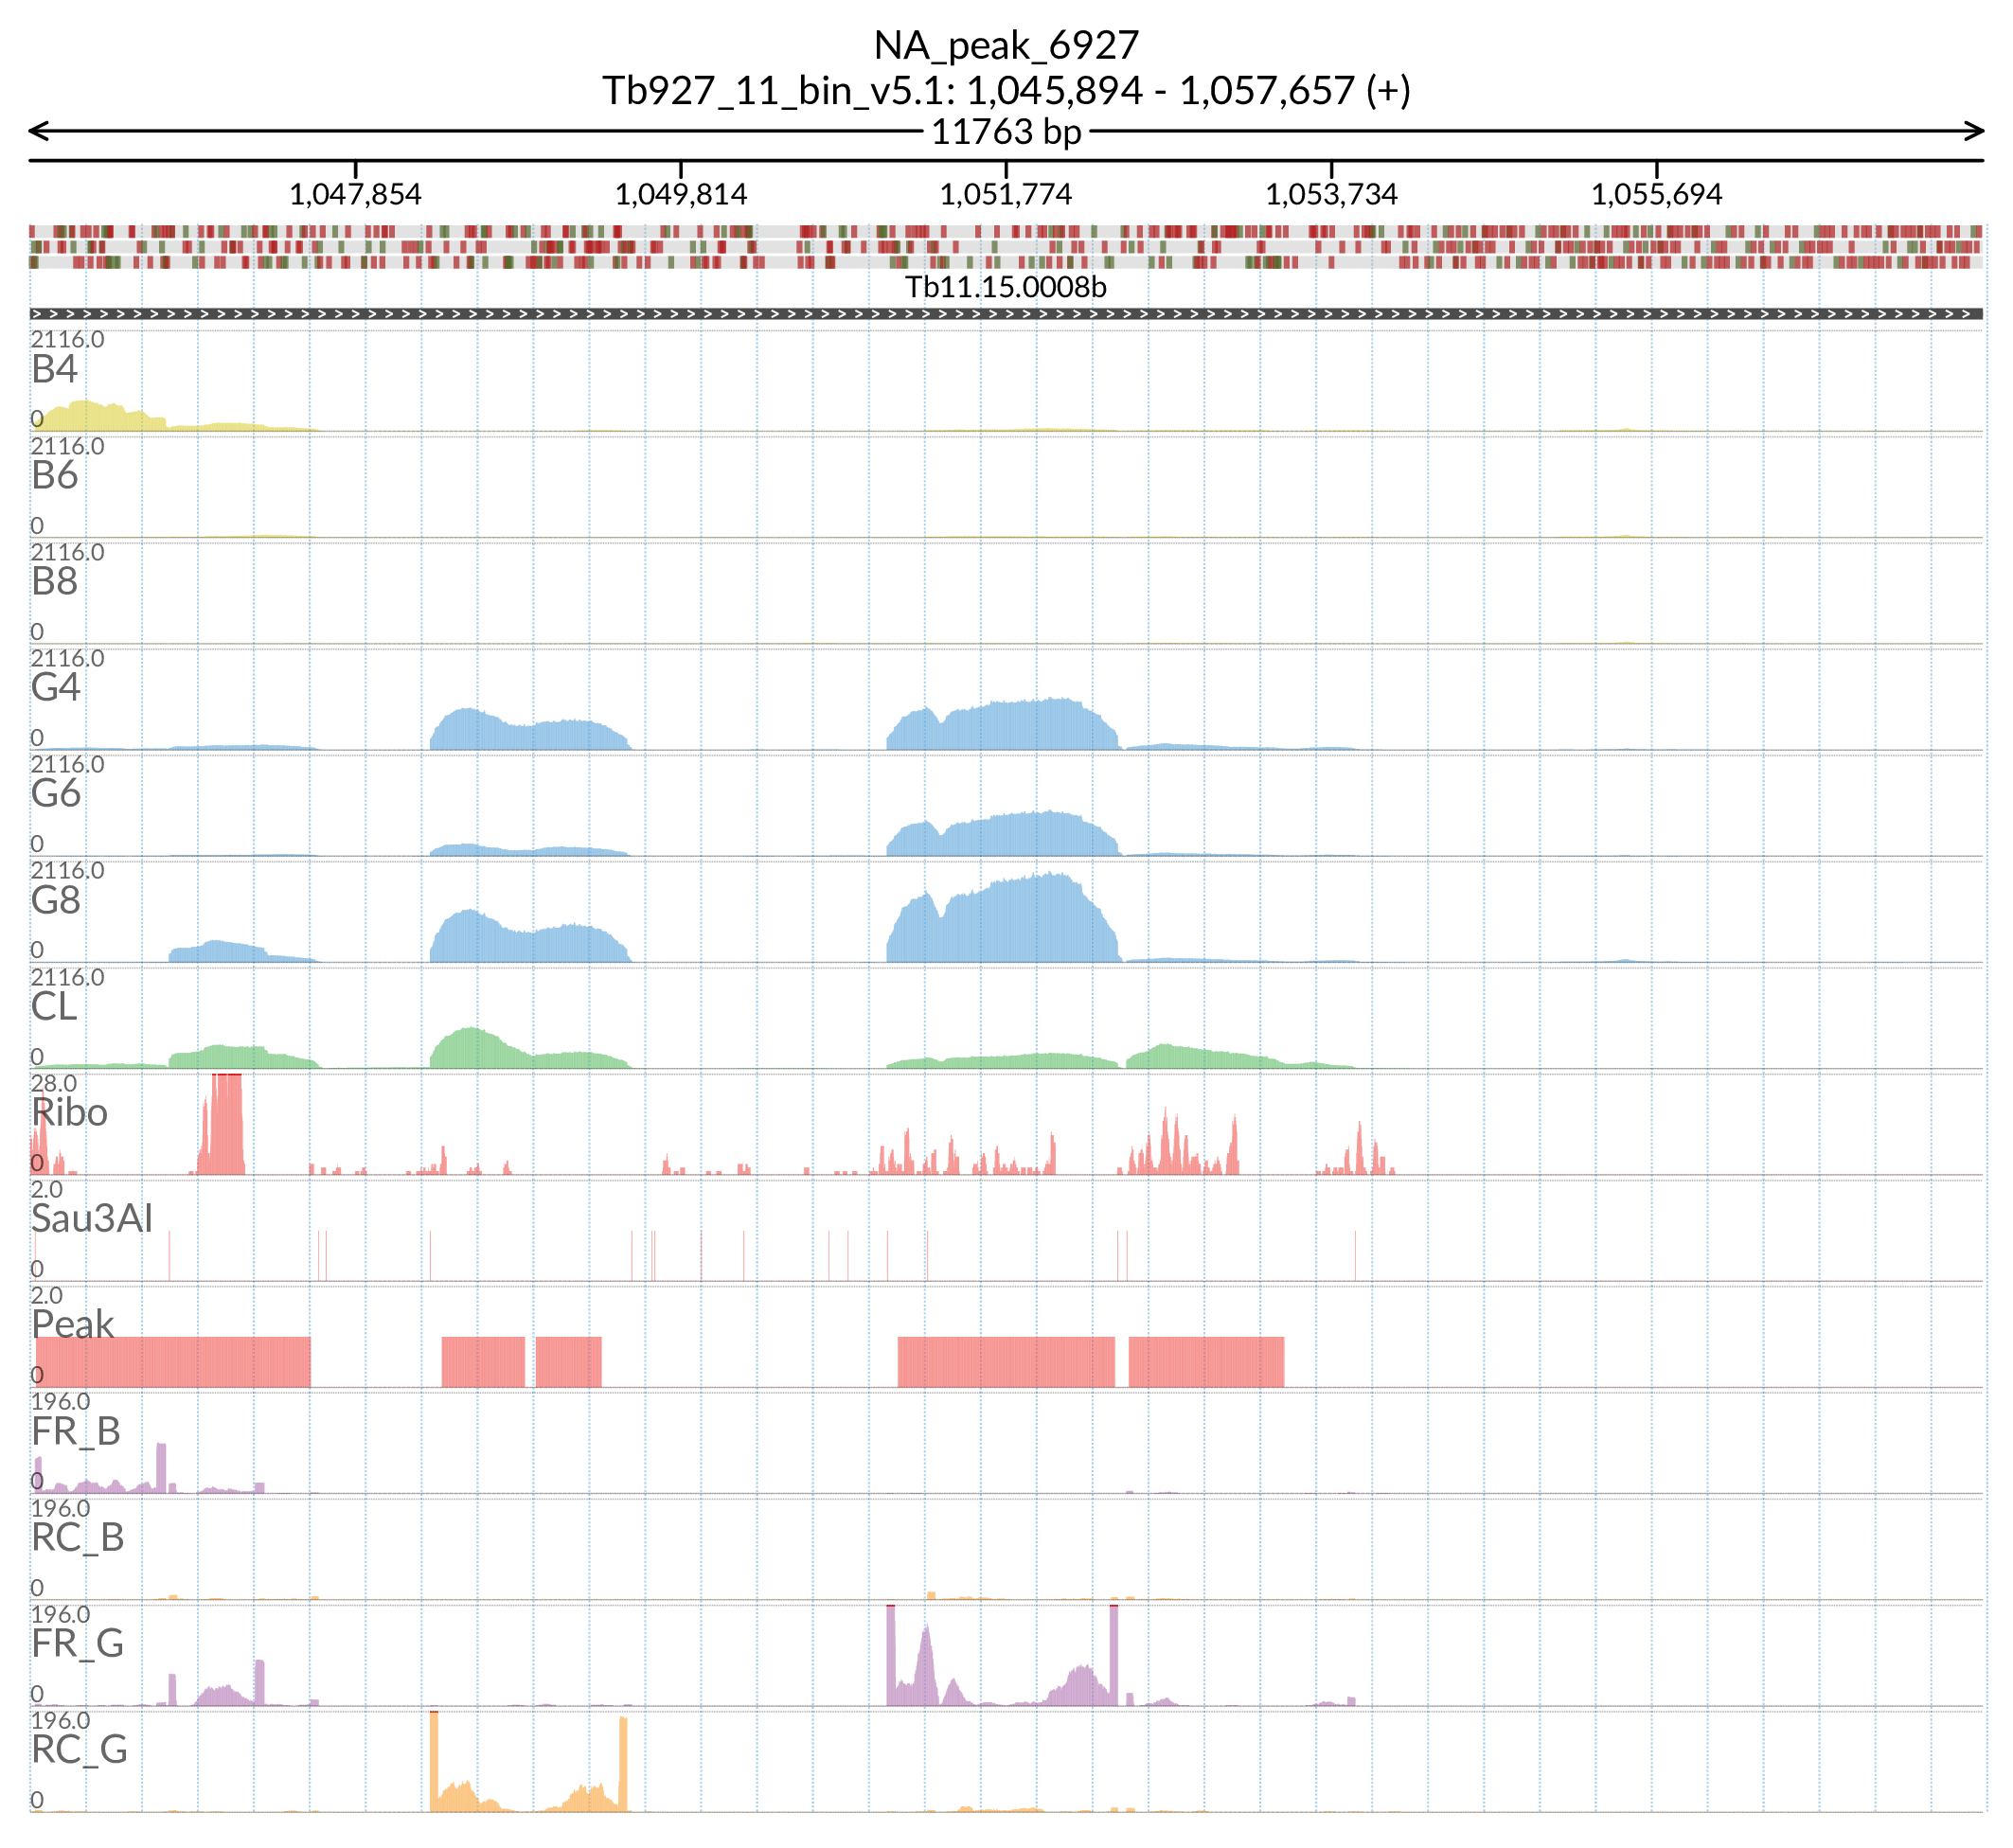 NA_peak_6927
Tb927_11_bin_v5.1: 1,045,894 - 1,057,657 (+)
11763 bp
1,047,854 1,049,814 1,051,774 1,053,734 1,055,694
Tb11.15.0008b
2116.0
B4
0
2116.0
B6
0
2116.0
B8
0
2116.0
G4
0
2116.0
G6
0
2116.0
G8
0
2116.0
CL
0
28.0
Ribo
0
2.0
Sau3AI
0
2.0
Peak
0
196.0
FR_B
0
196.0
RC_B
0
196.0
FR_G
0
196.0
RC_G
0